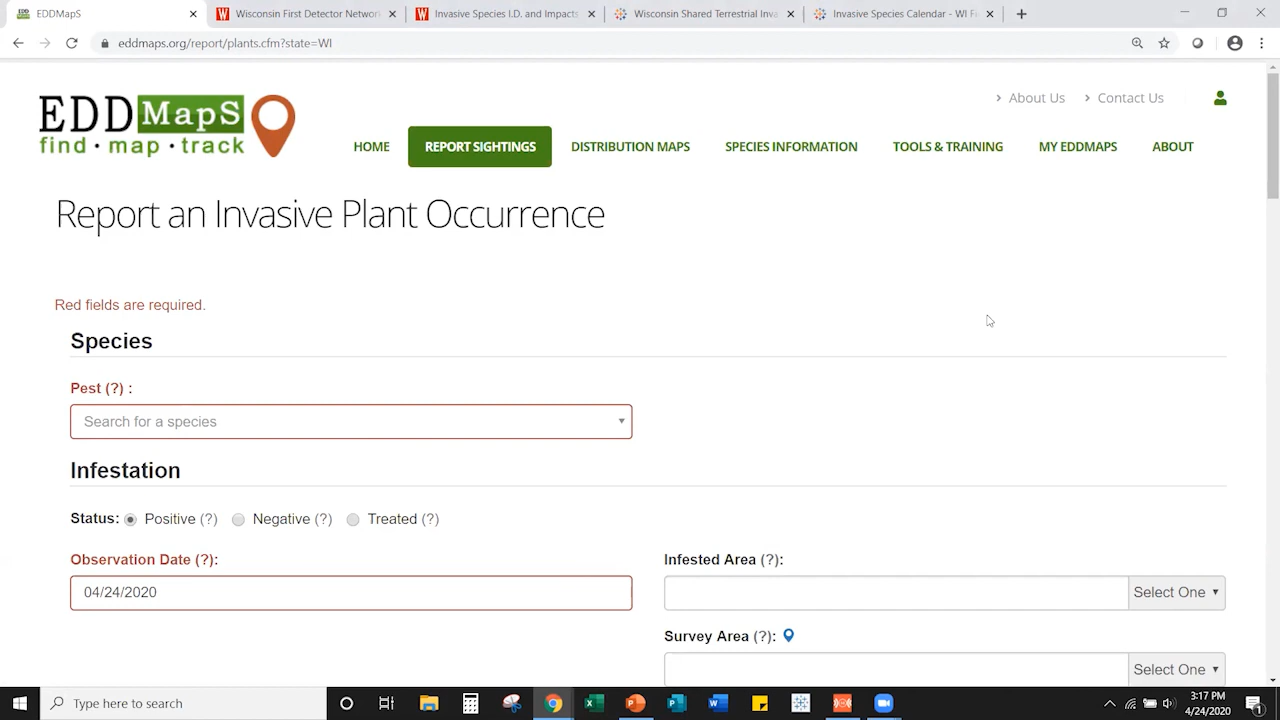 EDDMapS
Wisconsin First Detector Network
Invasive Species I.D. and Impacts
Wisconsin Shared Terrestrial Inva
Invasive Species Calendar - WI Fi
eddmaps.org/report/plants.cfm?state=WI
EDDMapS
find · map · track
About Us
Contact Us
HOME
REPORT SIGHTINGS
DISTRIBUTION MAPS
SPECIES INFORMATION
TOOLS & TRAINING
MY EDDMAPS
ABOUT
Report an Invasive Plant Occurrence
Red fields are required.
Species
Pest (?) :
Search for a species
Infestation
Status: Positive (?) Negative (?) Treated (?)
Observation Date (?):
04/24/2020
Infested Area (?):
Select One
Survey Area (?):
Select One
Type here to search
3:17 PM
4/24/2020
1